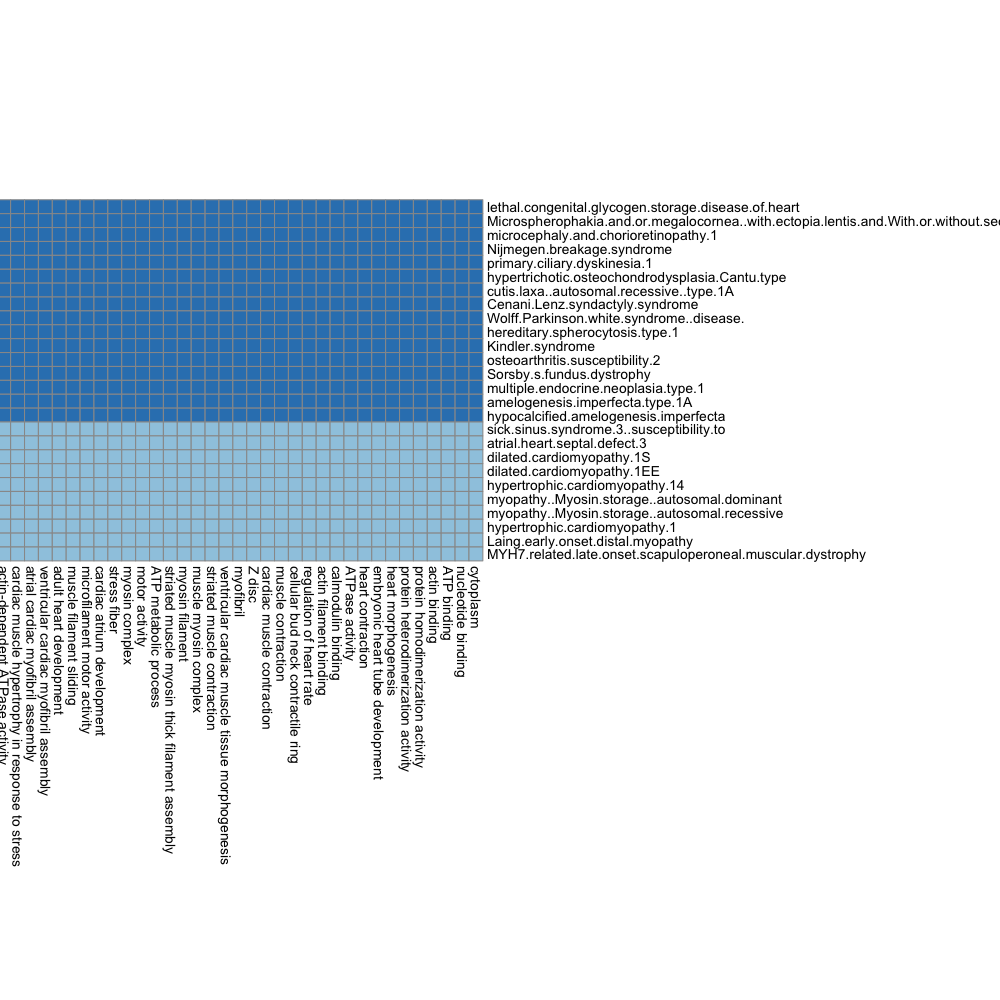 lethal.congenital.glycogen.storage.disease.of.heart
Microspherophakia.and.or.megalocornea..with.ectopia.lentis.and.With.or.without.sec
microcephaly.and.chorioretinopathy.1
Nijmegen.breakage.syndrome
primary.ciliary.dyskinesia.1
hypertrichotic.osteochondrodysplasia.Cantu.type
cutis.laxa..autosomal.recessive..type.1A
Cenani.Lenz.syndactyly.syndrome
Wolff.Parkinson.white.syndrome..disease.
hereditary.spherocytosis.type.1
Kindler.syndrome
osteoarthritis.susceptibility.2
Sorsby.s.fundus.dystrophy
multiple.endocrine.neoplasia.type.1
amelogenesis.imperfecta.type.1A
hypocalcified.amelogenesis.imperfecta
sick.sinus.syndrome.3..susceptibility.to
atrial.heart.septal.defect.3
dilated.cardiomyopathy.1S
dilated.cardiomyopathy.1EE
hypertrophic.cardiomyopathy.14
myopathy..Myosin.storage..autosomal.dominant
myopathy..Myosin.storage..autosomal.recessive
hypertrophic.cardiomyopathy.1
Laing.early.onset.distal.myopathy
MYH7.related.late.onset.scapuloperoneal.muscular.dystrophy
actin-dependent ATPase activity
cardiac muscle hypertrophy in response to stress
atrial cardiac myofibril assembly
ventricular cardiac myofibril assembly
adult heart development
muscle filament sliding
microfilament motor activity
cardiac atrium development
stress fiber
myosin complex
motor activity
ATP metabolic process
striated muscle myosin thick filament assembly
myosin filament
muscle myosin complex
striated muscle contraction
ventricular cardiac muscle tissue morphogenesis
myofibril
Z disc
cardiac muscle contraction
muscle contraction
cellular bud neck contractile ring
regulation of heart rate
actin filament binding
calmodulin binding
ATPase activity
heart contraction
embryonic heart tube development
heart morphogenesis
protein heterodimerization activity
protein homodimerization activity
actin binding
ATP binding
nucleotide binding
cytoplasm